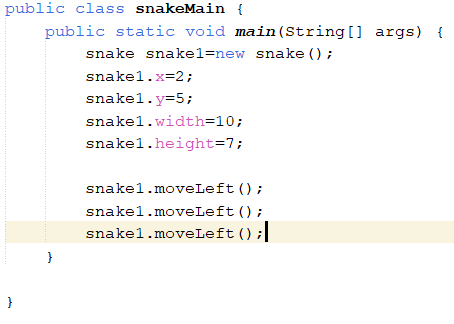 public class snakeMain {
    public static void main(String[] args) {
        snake snake1=new snake();
        snake1.x=2;
        snake1.y=5;
        snake1.width=10;
        snake1.height=7;

        snake1.moveLeft();
        snake1.moveLeft();
        snake1.moveLeft();
    }

}